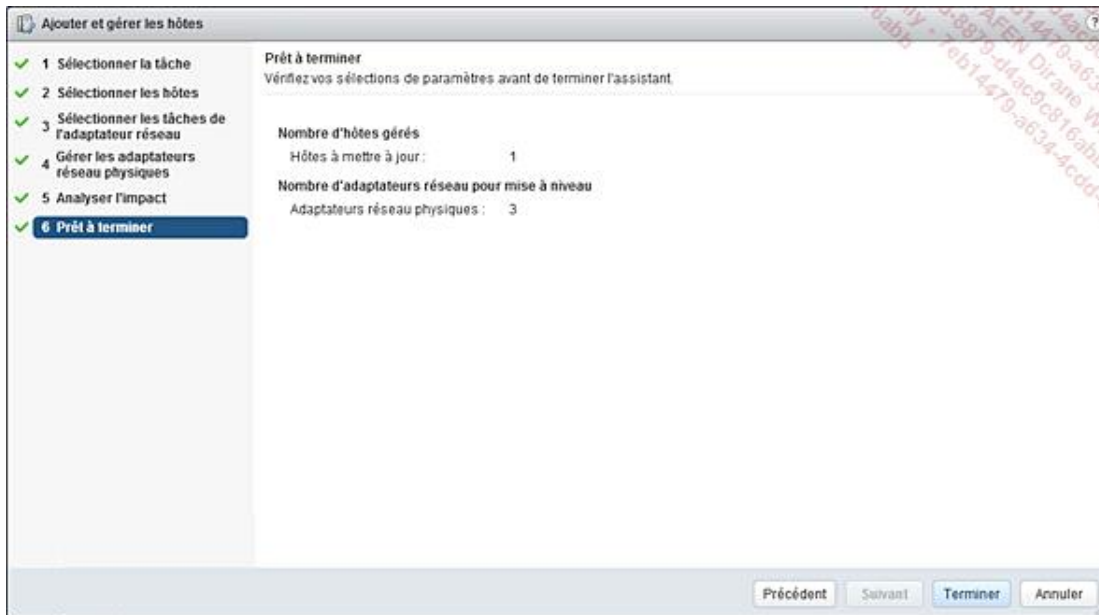 Ajouter et gérer les hôtes
?
1 Sélectionner la tâche
2 Sélectionner les hôtes
3 Sélectionner les tâches de
l'adaptateur réseau
4 Gérer les adaptateurs
réseau physiques
5 Analyser l'impact
6 Prêt à terminer
Prêt à terminer
Vérifiez vos sélections de paramètres avant de terminer l'assistant.
Nombre d'hôtes gérés
Hôtes à mettre à jour : 1
Nombre d'adaptateurs réseau pour mise à niveau
Adaptateurs réseau physiques : 3
Précédent
Suivant
Terminer
Annuler